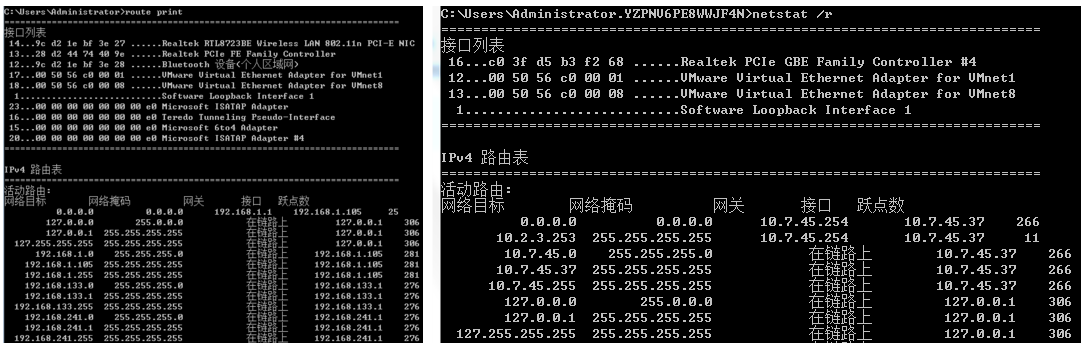 C:\Users\Administrator>route print
===========================================================================
接口列表
14...9c d2 1e bf 3e 27 ......Realtek RTL8723BE Wireless LAN 802.11n PCI-E NIC
13...28 d2 44 74 40 9e ......Realtek PCIe FE Family Controller
12...9c d2 1e bf 3e 28 ......Bluetooth 设备(个人区域网)
17...00 50 56 c0 00 01 ......VMware Virtual Ethernet Adapter for VMnet1
18...00 50 56 c0 00 08 ......VMware Virtual Ethernet Adapter for VMnet8
1...........................Software Loopback Interface 1
23...00 00 00 00 00 00 00 e0 Microsoft ISATAP Adapter
16...00 00 00 00 00 00 00 e0 Teredo Tunneling Pseudo-Interface
15...00 00 00 00 00 00 00 e0 Microsoft 6to4 Adapter
20...00 00 00 00 00 00 00 e0 Microsoft ISATAP Adapter #4
===========================================================================
IPv4 路由表
===========================================================================
活动路由:
网络目标 网络掩码 网关 接口 跃点数
0.0.0.0 0.0.0.0 192.168.1.1 192.168.1.105 25
127.0.0.0 255.0.0.0 在链路上 127.0.0.1 306
127.0.0.1 255.255.255.255 在链路上 127.0.0.1 306
127.255.255.255 255.255.255.255 在链路上 127.0.0.1 306
192.168.1.0 255.255.255.0 在链路上 192.168.1.105 281
192.168.1.105 255.255.255.255 在链路上 192.168.1.105 281
192.168.1.255 255.255.255.255 在链路上 192.168.1.105 281
192.168.133.0 255.255.255.0 在链路上 192.168.133.1 276
192.168.133.1 255.255.255.255 在链路上 192.168.133.1 276
192.168.133.255 255.255.255.255 在链路上 192.168.133.1 276
192.168.241.0 255.255.255.0 在链路上 192.168.241.1 276
192.168.241.1 255.255.255.255 在链路上 192.168.241.1 276
192.168.241.255 255.255.255.255 在链路上 192.168.241.1 276
C:\Users\Administrator.YZPNV6PE8WWJF4N>netstat /r
===========================================================================
接口列表
16...c0 3f d5 b3 f2 68 ......Realtek PCIe GBE Family Controller #4
12...00 50 56 c0 00 01 ......VMware Virtual Ethernet Adapter for VMnet1
13...00 50 56 c0 00 08 ......VMware Virtual Ethernet Adapter for VMnet8
1...........................Software Loopback Interface 1
===========================================================================
IPv4 路由表
===========================================================================
活动路由:
网络目标 网络掩码 网关 接口 跃点数
0.0.0.0 0.0.0.0 10.7.45.254 10.7.45.37 266
10.2.3.253 255.255.255.255 10.7.45.254 10.7.45.37 11
10.7.45.0 255.255.255.0 在链路上 10.7.45.37 266
10.7.45.37 255.255.255.255 在链路上 10.7.45.37 266
10.7.45.255 255.255.255.255 在链路上 10.7.45.37 266
127.0.0.0 255.0.0.0 在链路上 127.0.0.1 306
127.0.0.1 255.255.255.255 在链路上 127.0.0.1 306
127.255.255.255 255.255.255.255 在链路上 127.0.0.1 306